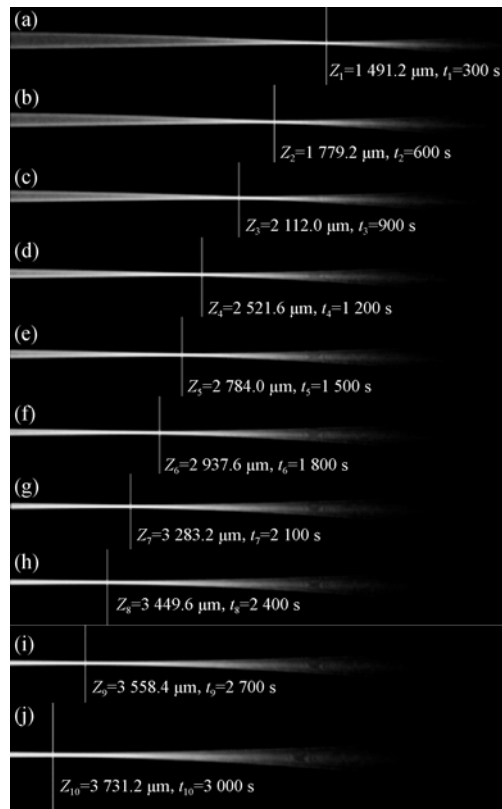 (a)
Z₁=1 491.2 μm, t₁=300 s
(b)
Z₂=1 779.2 μm, t₂=600 s
(c)
Z₃=2 112.0 μm, t₃=900 s
(d)
Z₄=2 521.6 μm, t₄=1 200 s
(e)
Z₅=2 784.0 μm, t₅=1 500 s
(f)
Z₆=2 937.6 μm, t₆=1 800 s
(g)
Z₇=3 283.2 μm, t₇=2 100 s
(h)
Z₈=3 449.6 μm, t₈=2 400 s
(i)
Z₉=3 558.4 μm, t₉=2 700 s
(j)
Z₁₀=3 731.2 μm, t₁₀=3 000 s